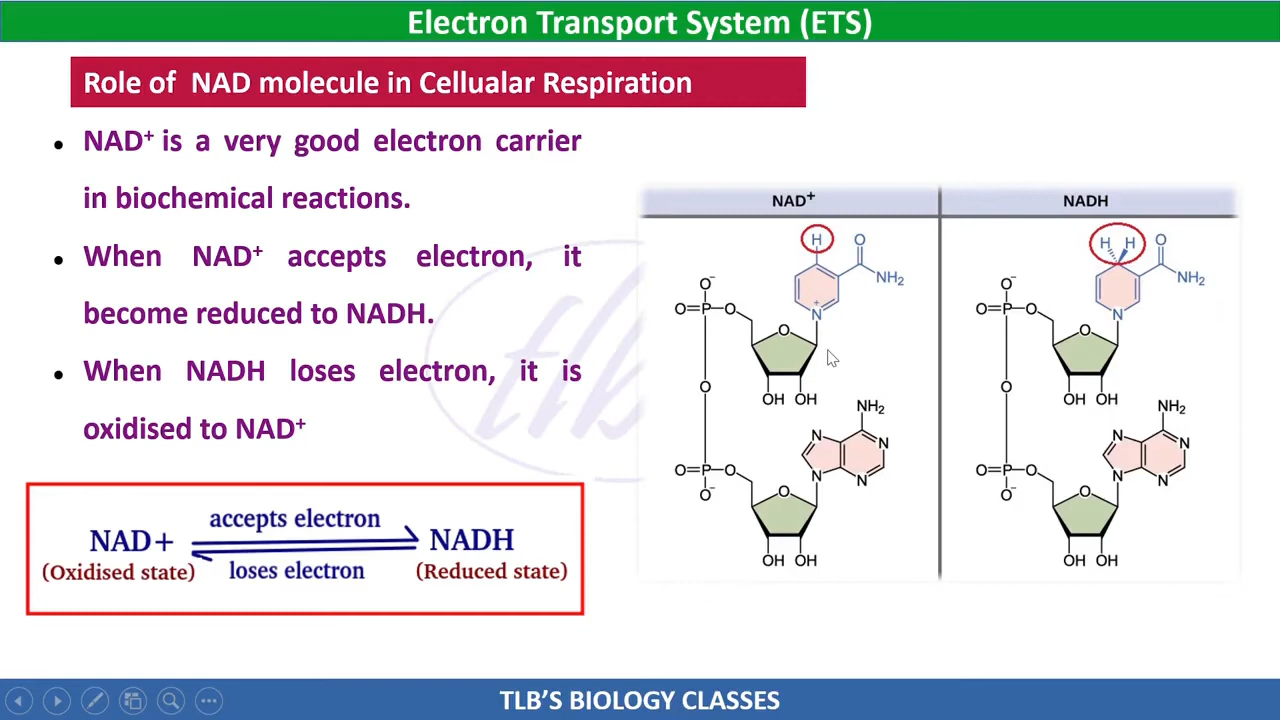 Electron Transport System (ETS)
Role of NAD molecule in Cellualar Respiration
• NAD⁺ is a very good electron carrier
in biochemical reactions.
• When NAD⁺ accepts electron, it
become reduced to NADH.
• When NADH loses electron, it is
oxidised to NAD⁺
accepts electron
NAD+ NADH
(Oxidised state) loses electron (Reduced state)
NAD⁺ NADH
H O
NH₂
N
+
O⁻
O=P–O
O
O
OH OH
NH₂
N N
N N
O=P–O
O⁻
O
OH OH
H H O
NH₂
N
O⁻
O=P–O
O
O
OH OH
NH₂
N N
N N
O=P–O
O⁻
O
OH OH
tlb
TLB'S BIOLOGY CLASSES